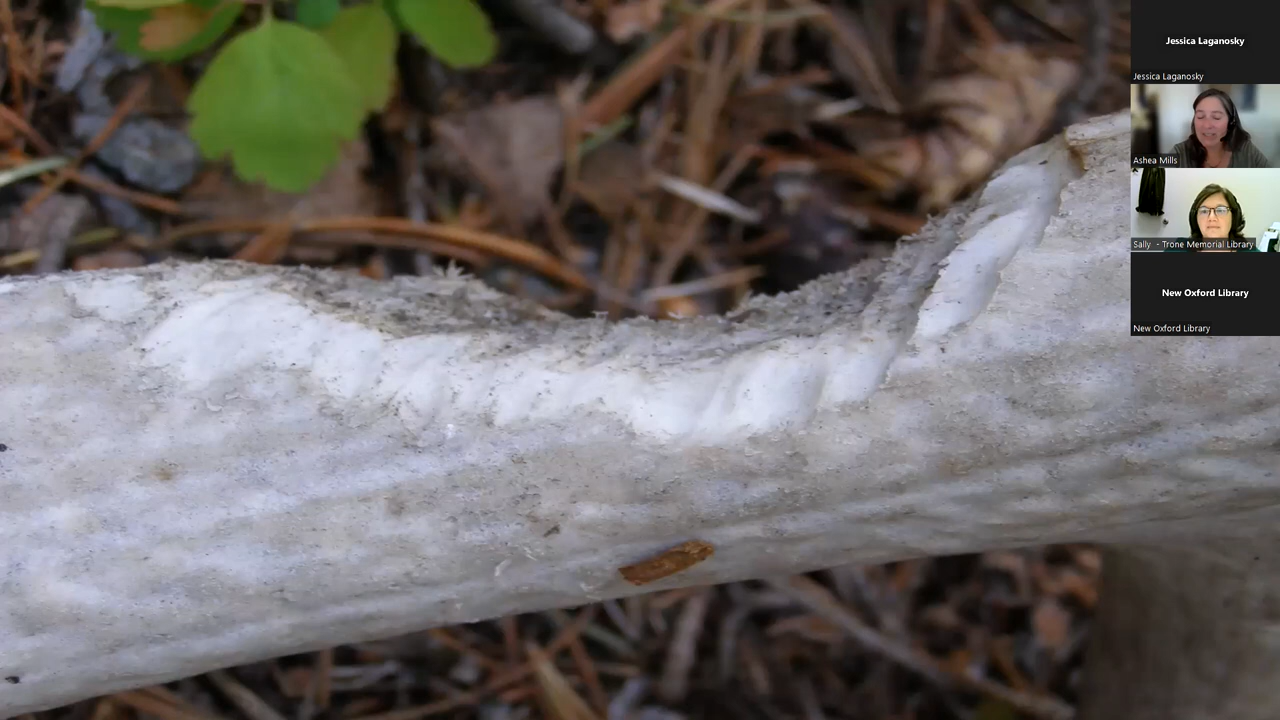 Jessica Laganosky
Jessica Laganosky
Ashea Mills
Sally - Trone Memorial Library
New Oxford Library
New Oxford Library